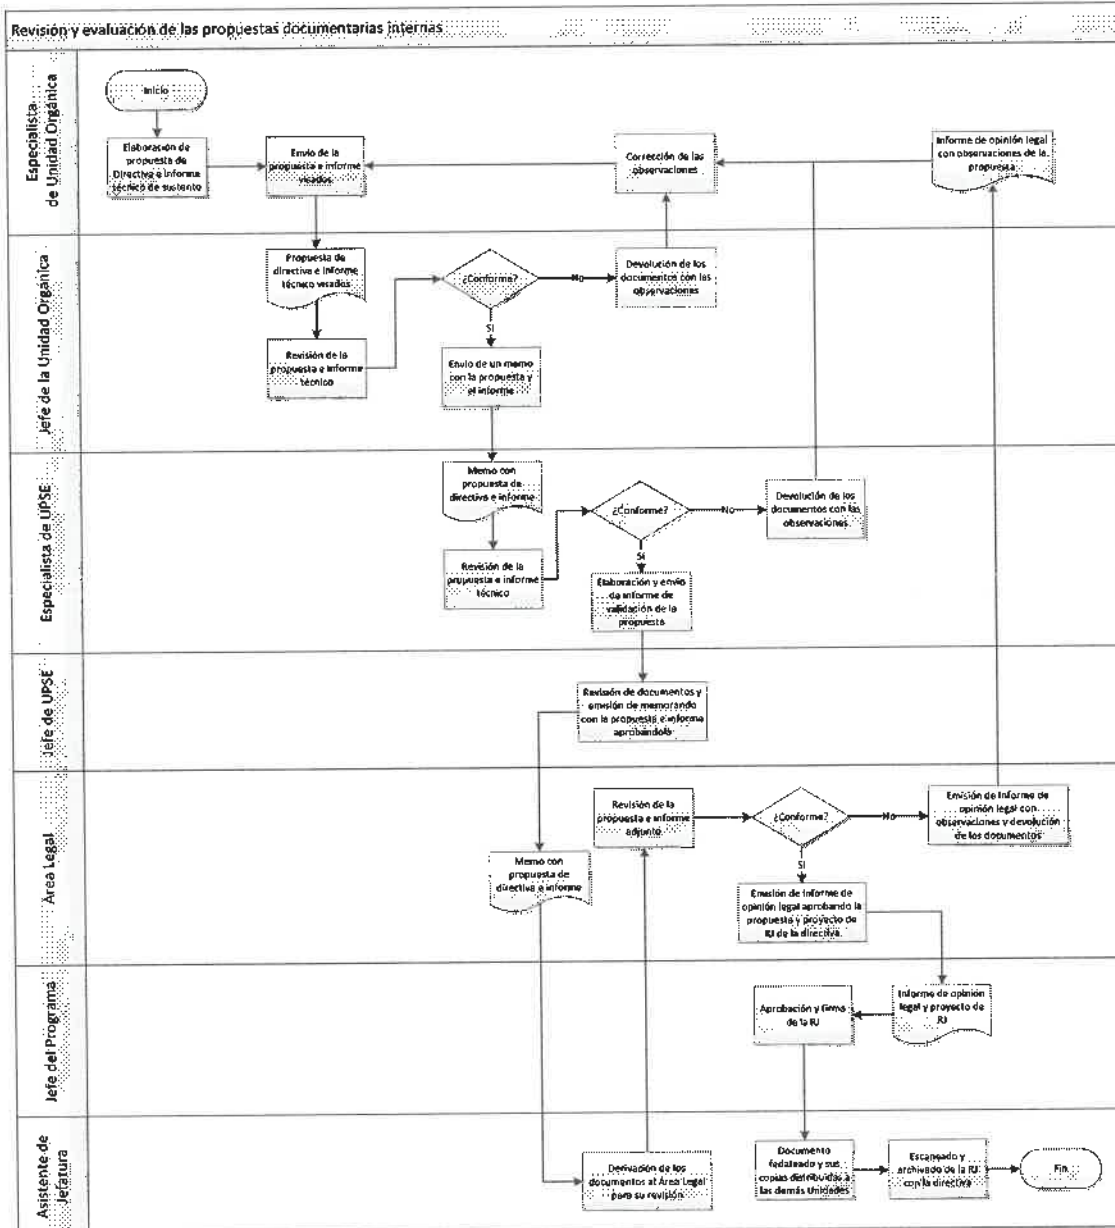 Revisión y evaluación de las propuestas documentarias internas
Especialista
de Unidad Orgánica
Inicio
Elaboración de
propuesta de
Directiva e informe
técnico de sustento
Envío de la
propuesta e informe
visados
Corrección de las
observaciones
Informe de opinión legal
con observaciones de la
propuesta
Jefe de la Unidad Orgánica
Propuesta de
directiva e informe
técnico visados
Revisión de la
propuesta e informe
técnico
¿Conforme?
No
Devolución de los
documentos con las
observaciones
SI
Envío de un memo
con la propuesta y
el informe
Especialista de UPSE
Memo con
propuesta de
directiva e informe
Revisión de la
propuesta e informe
técnico
¿Conforme?
No
Devolución de los
documentos con las
observaciones
SI
Elaboración y envío
de informe de
validación de la
propuesta
Jefe de UPSE
Revisión de documentos y
emisión de memorando
con la propuesta e informe
aprobándola
Área Legal
Memo con
propuesta de
directiva e informe
Revisión de la
propuesta e informe
adjunto
¿Conforme?
No
Emisión de informe de
opinión legal con
observaciones y devolución
de los documentos
SI
Emisión de informe de
opinión legal aprobando la
propuesta y proyecto de
RJ de la directiva.
Jefe del Programa
Aprobación y firma
de la RJ
Informe de opinión
legal y proyecto de
RJ
Asistente de
Jefatura
Derivación de los
documentos al Área Legal
para su revisión
Documento
fedateado y sus
copias distribuidas a
las demás Unidades
Escaneado y
archivado de la RJ
con la directiva
Fin